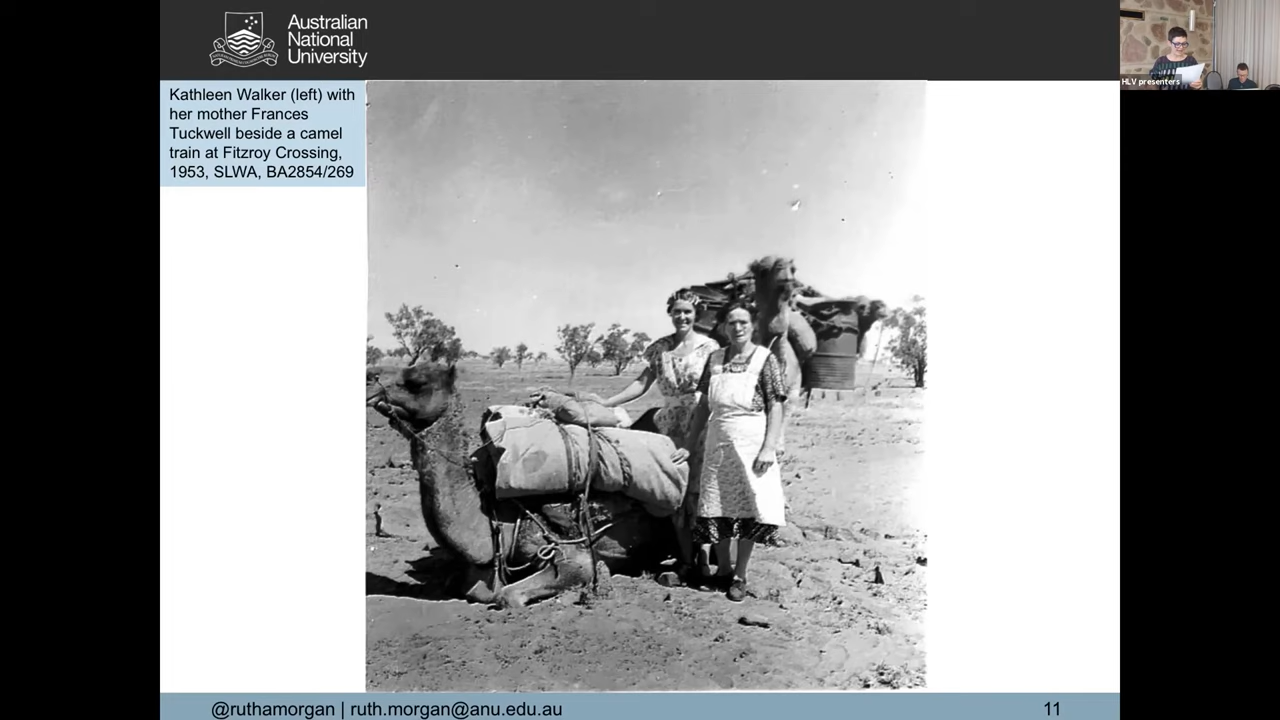 Australian
National
University
Kathleen Walker (left) with
her mother Frances
Tuckwell beside a camel
train at Fitzroy Crossing,
1953, SLWA, BA2854/269
HLV presenters
@ruthamorgan | ruth.morgan@anu.edu.au
11